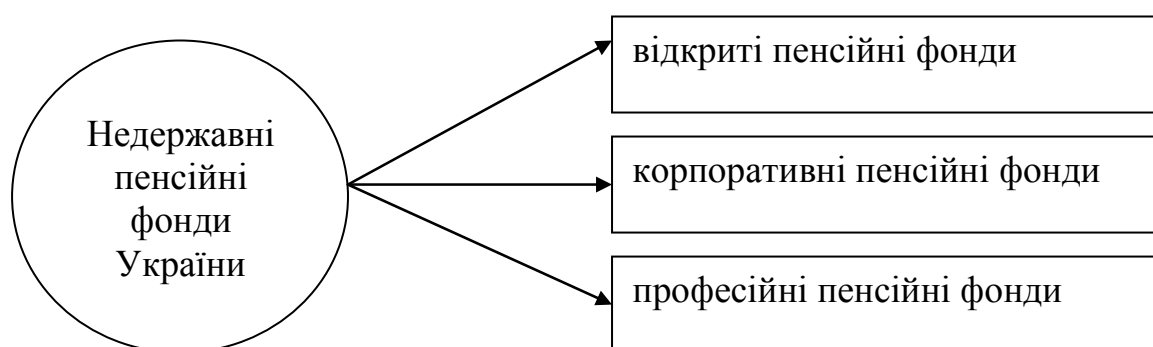 Недержавні
пенсійні
фонди
України
відкриті пенсійні фонди
корпоративні пенсійні фонди
професійні пенсійні фонди